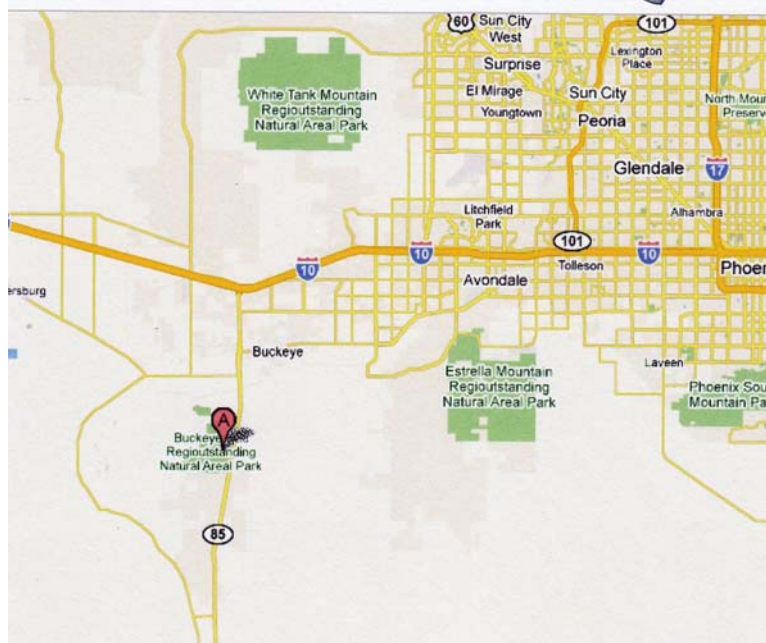 60
Sun City
West
101
Lexington
Place
Surprise
White Tank Mountain
Regioutstanding
Natural Areal Park
El Mirage
Sun City
Youngtown
Peoria
North Moun
Preserve
Glendale
17
Litchfield
Park
Alhambra
101
10
10
10
Tolleson
Phoen
Avondale
ersburg
Buckeye
Laveen
Estrella Mountain
Regioutstanding
Natural Areal Park
Phoenix Sou
Mountain Pa
A
Buckeye
Regioutstanding
Natural Areal Park
85